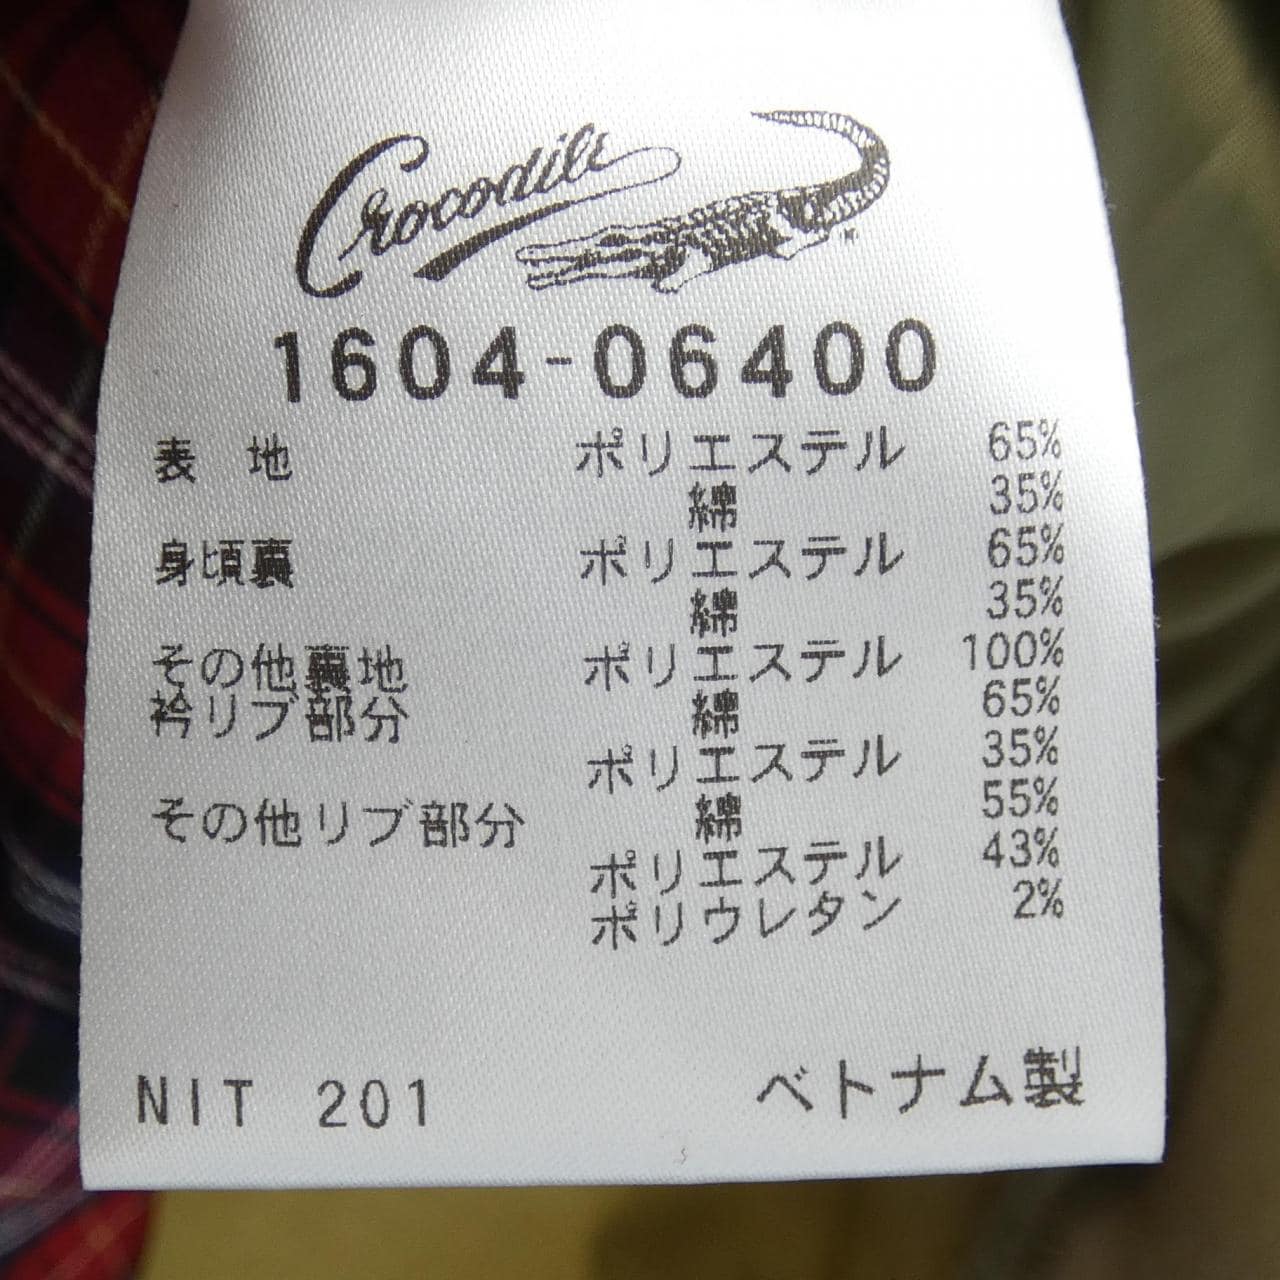 Crocodile
1604-06400
表 地 ポリエステル 65%
綿 35%
身頃裏 ポリエステル 65%
綿 35%
その他裏地 ポリエステル 100%
衿リブ部分 綿 65%
ポリエステル 35%
その他リブ部分 綿 55%
ポリエステル 43%
ポリウレタン 2%
NIT 201 ベトナム製